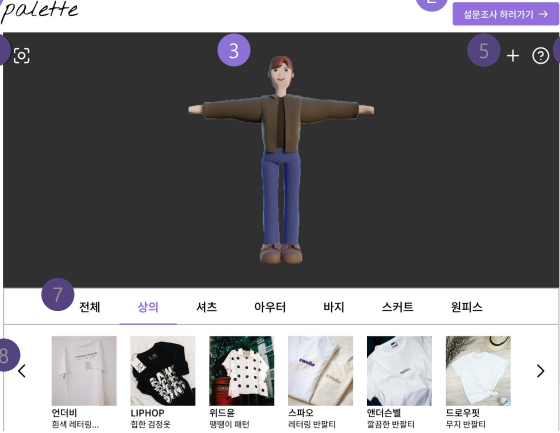 palette
설문조사 하러가기 →
3
5
7
전체 상의 셔츠 아우터 바지 스커트 원피스
8
언더비 LIPHOP 위드윤 스파오 앤더슨벨 드로우핏
흰색 레터링... 힙한 검정옷 땡땡이 패턴 레터링 반팔티 깔끔한 반팔티 무지 반팔티